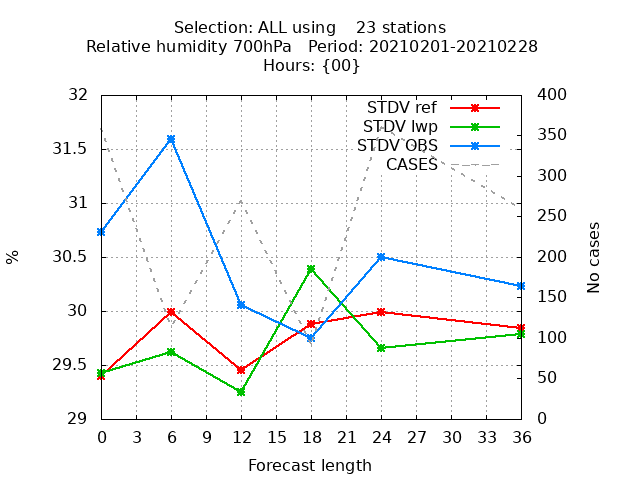 Selection: ALL using 23 stations
Relative humidity 700hPa Period: 20210201-20210228
Hours: {00}
32
31.5
31
30.5
30
29.5
29
%
400
350
300
250
200
150
100
50
0
No cases
STDV ref
STDV lwp
STDV OBS
CASES
0 3 6 9 12 15 18 21 24 27 30 33 36
Forecast length